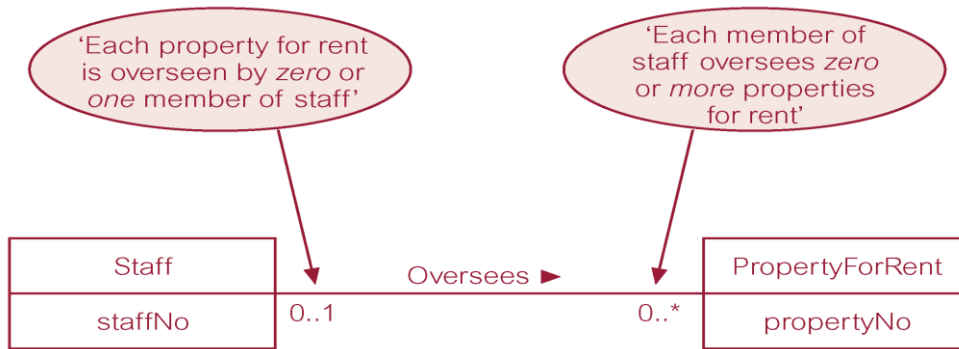 ‘Each property for rent
is overseen by zero or
one member of staff’
‘Each member of
staff oversees zero
or more properties
for rent’
Staff
staffNo
0..1
Oversees ►
0..*
PropertyForRent
propertyNo